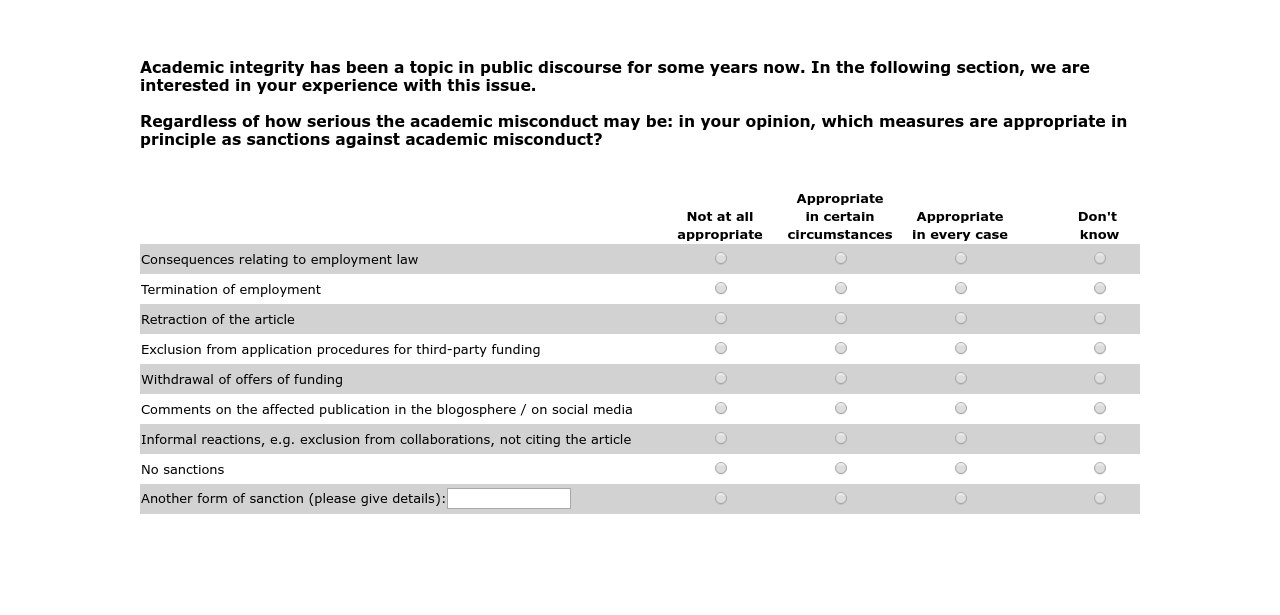 Academic integrity has been a topic in public discourse for some years now. In the following section, we are
interested in your experience with this issue.
Regardless of how serious the academic misconduct may be: in your opinion, which measures are appropriate in
principle as sanctions against academic misconduct?
Not at all
appropriate
Appropriate
in certain
circumstances
Appropriate
in every case
Don't
know
Consequences relating to employment law
Termination of employment
Retraction of the article
Exclusion from application procedures for third-party funding
Withdrawal of offers of funding
Comments on the affected publication in the blogosphere / on social media
Informal reactions, e.g. exclusion from collaborations, not citing the article
No sanctions
Another form of sanction (please give details):